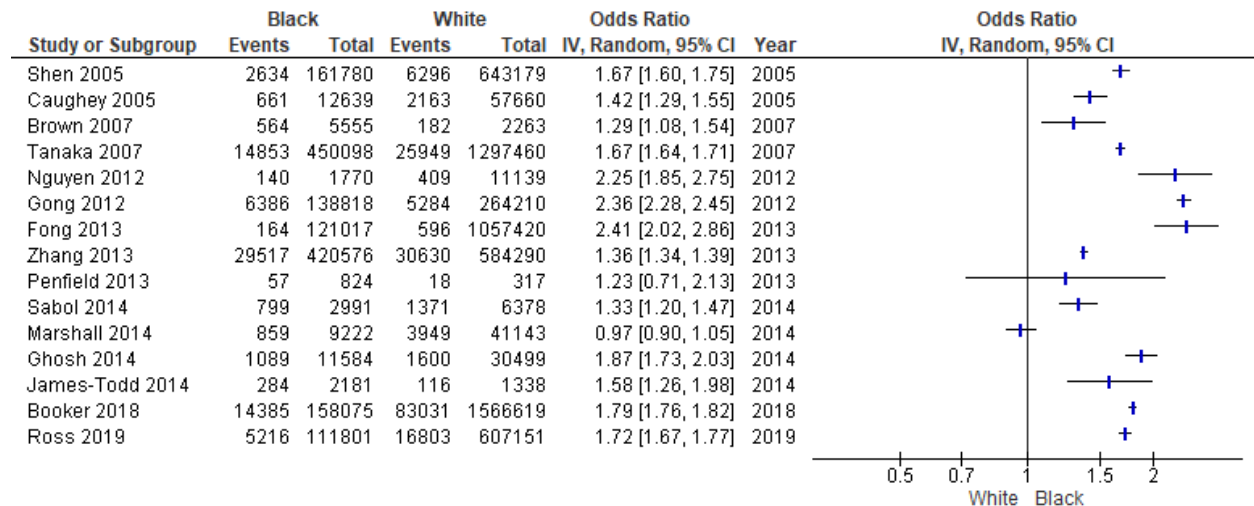 Black White Odds Ratio Odds Ratio
Study or Subgroup Events Total Events Total IV, Random, 95% CI Year IV, Random, 95% CI
Shen 2005 2634 161780 6296 643179 1.67 [1.60, 1.75] 2005
Caughey 2005 661 12639 2163 57660 1.42 [1.29, 1.55] 2005
Brown 2007 564 5555 182 2263 1.29 [1.08, 1.54] 2007
Tanaka 2007 14853 450098 25949 1297460 1.67 [1.64, 1.71] 2007
Nguyen 2012 140 1770 409 11139 2.25 [1.85, 2.75] 2012
Gong 2012 6386 138818 5284 264210 2.36 [2.28, 2.45] 2012
Fong 2013 164 121017 596 1057420 2.41 [2.02, 2.86] 2013
Zhang 2013 29517 420576 30630 584290 1.36 [1.34, 1.39] 2013
Penfield 2013 57 824 18 317 1.23 [0.71, 2.13] 2013
Sabol 2014 799 2991 1371 6378 1.33 [1.20, 1.47] 2014
Marshall 2014 859 9222 3949 41143 0.97 [0.90, 1.05] 2014
Ghosh 2014 1089 11584 1600 30499 1.87 [1.73, 2.03] 2014
James-Todd 2014 284 2181 116 1338 1.58 [1.26, 1.98] 2014
Booker 2018 14385 158075 83031 1566619 1.79 [1.76, 1.82] 2018
Ross 2019 5216 111801 16803 607151 1.72 [1.67, 1.77] 2019
0.5 0.7 1 1.5 2
White Black